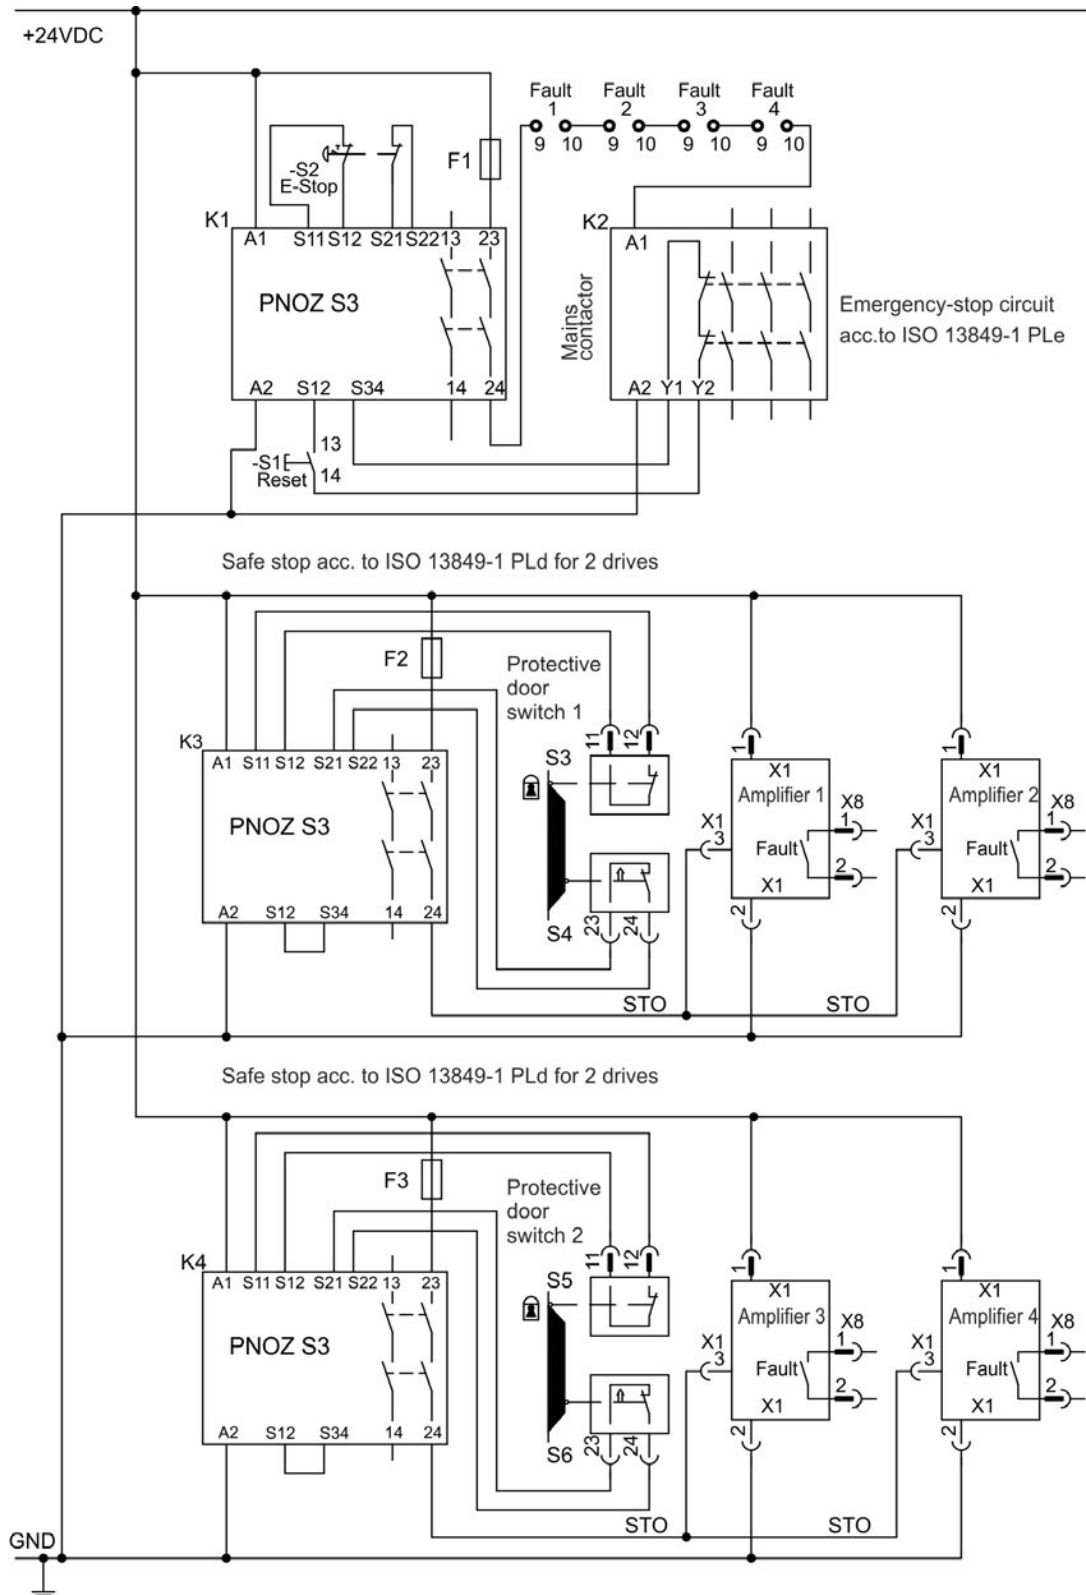 +24VDC
Fault Fault Fault Fault
1 2 3 4
9 10 9 10 9 10 9 10
F1
-S2
E-Stop
K1
A1 S11 S12 S21 S22 13 23
PNOZ S3
A2 S12 S34 14 24
K2
A1
Mains
contactor
A2 Y1 Y2
Emergency-stop circuit
acc.to ISO 13849-1 PLe
13
-S1
Reset
14
Safe stop acc. to ISO 13849-1 PLd for 2 drives
F2
Protective
door
switch 1
K3
A1 S11 S12 S21 S22 13 23
PNOZ S3
A2 S12 S34 14 24
S3
11 12
S4
23 24
1
X1
Amplifier 1
X8
1
X1
3
Fault
2
X1
2
1
X1
Amplifier 2
X8
1
X1
3
Fault
2
X1
2
STO STO
Safe stop acc. to ISO 13849-1 PLd for 2 drives
F3
Protective
door
switch 2
K4
A1 S11 S12 S21 S22 13 23
PNOZ S3
A2 S12 S34 14 24
S5
11 12
S6
23 24
1
X1
Amplifier 3
X8
1
X1
3
Fault
2
X1
2
1
X1
Amplifier 4
X8
1
X1
3
Fault
2
X1
2
STO STO
GND